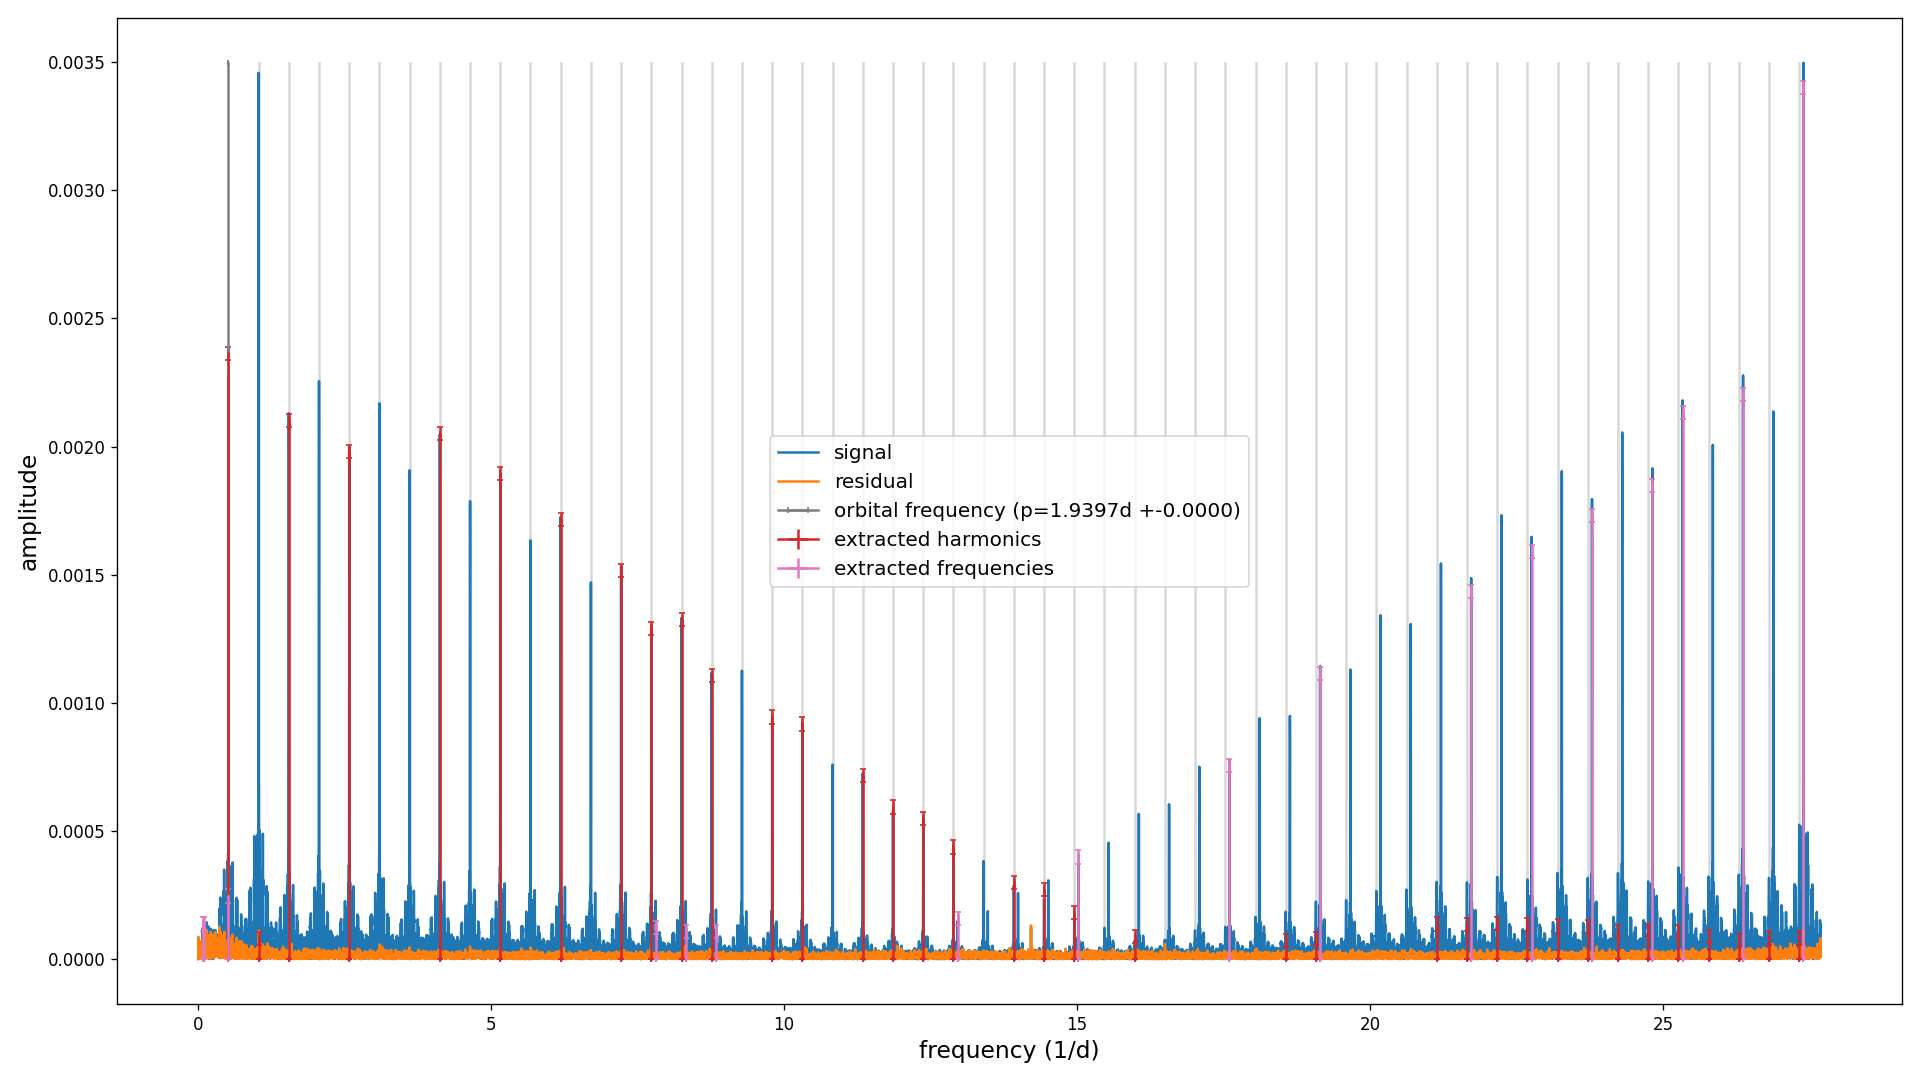 0.0035
0.0030
0.0025
0.0020
0.0015
0.0010
0.0005
0.0000
amplitude
signal
residual
orbital frequency (p=1.9397d +-0.0000)
extracted harmonics
extracted frequencies
0 5 10 15 20 25
frequency (1/d)